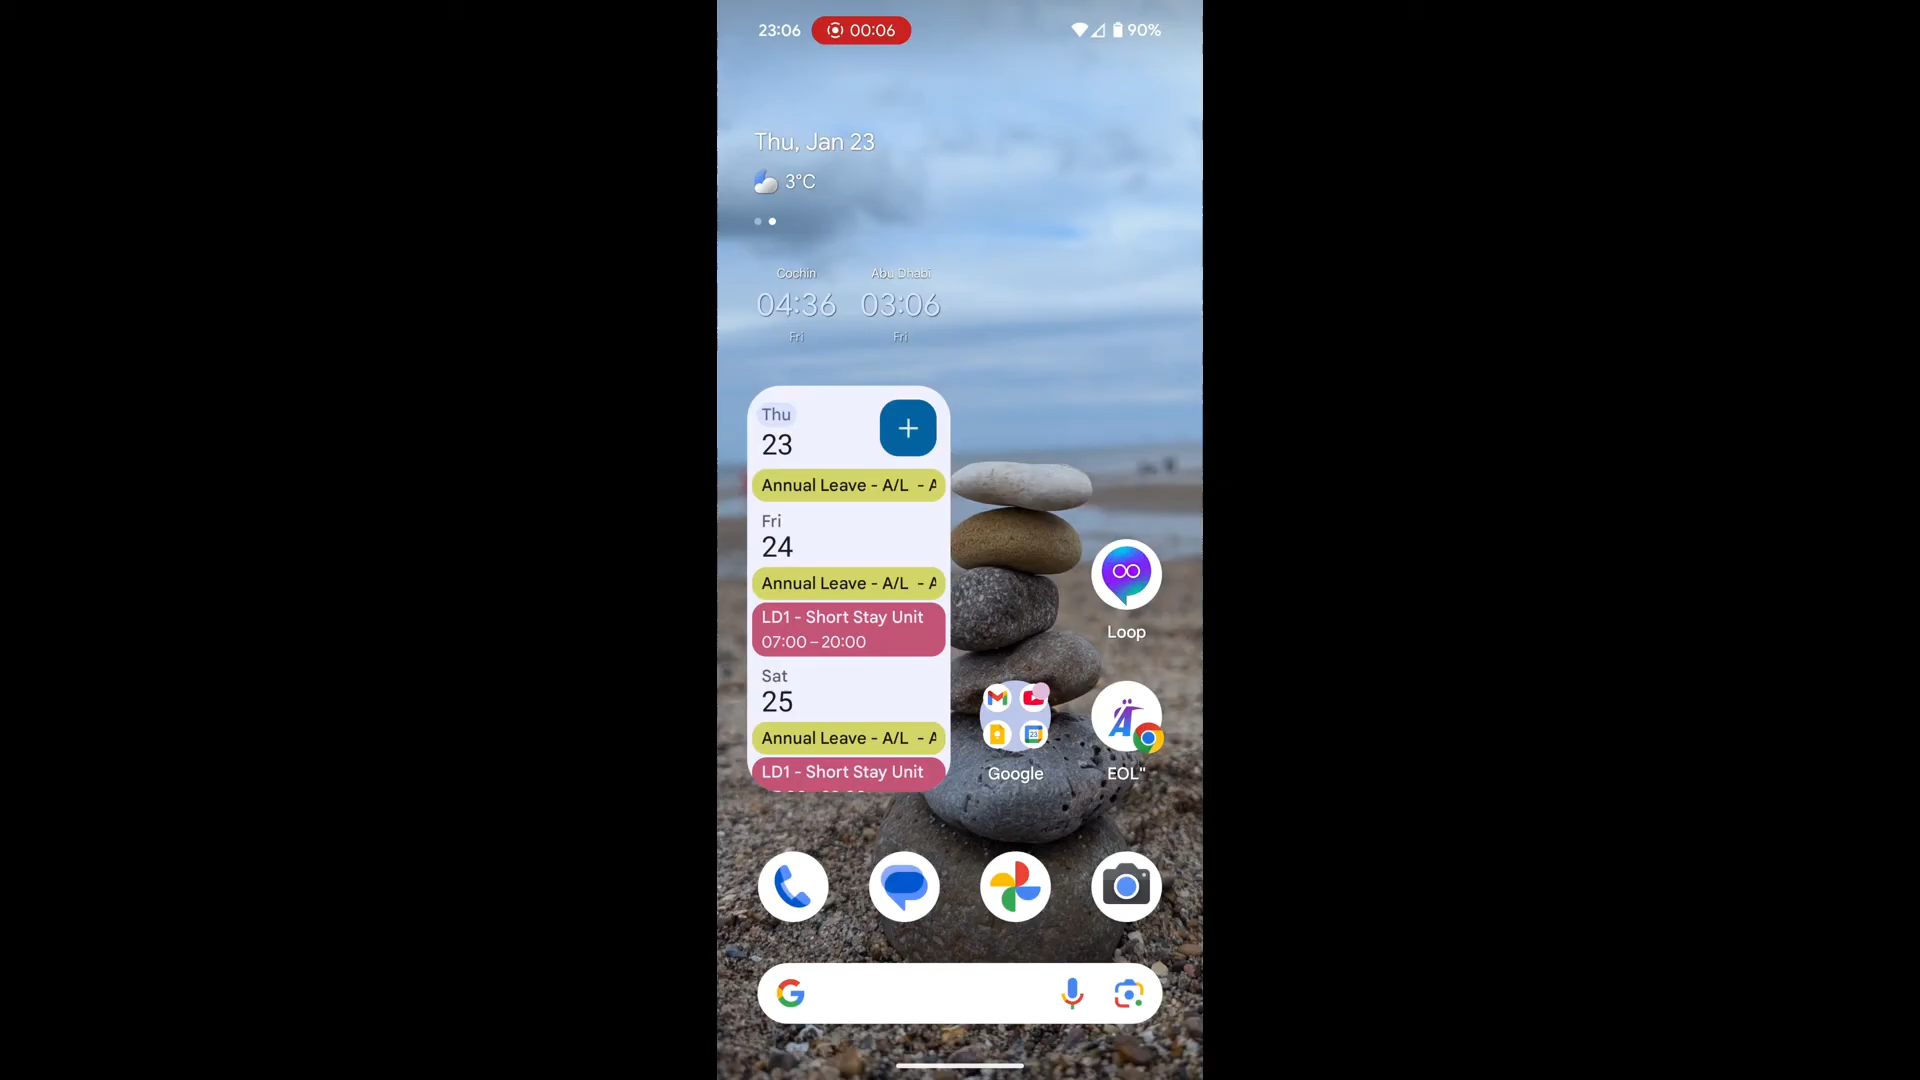 23:06 00:06 90%
Thu, Jan 23
3°C
Cochin Abu Dhabi
04:36 03:06
Fri Fri
Thu
23
Annual Leave - A/L - A
Fri
24
Annual Leave - A/L - A
LD1 - Short Stay Unit
07:00 – 20:00
Sat
25
Annual Leave - A/L - A
LD1 - Short Stay Unit
Loop
23
Google
EOL"